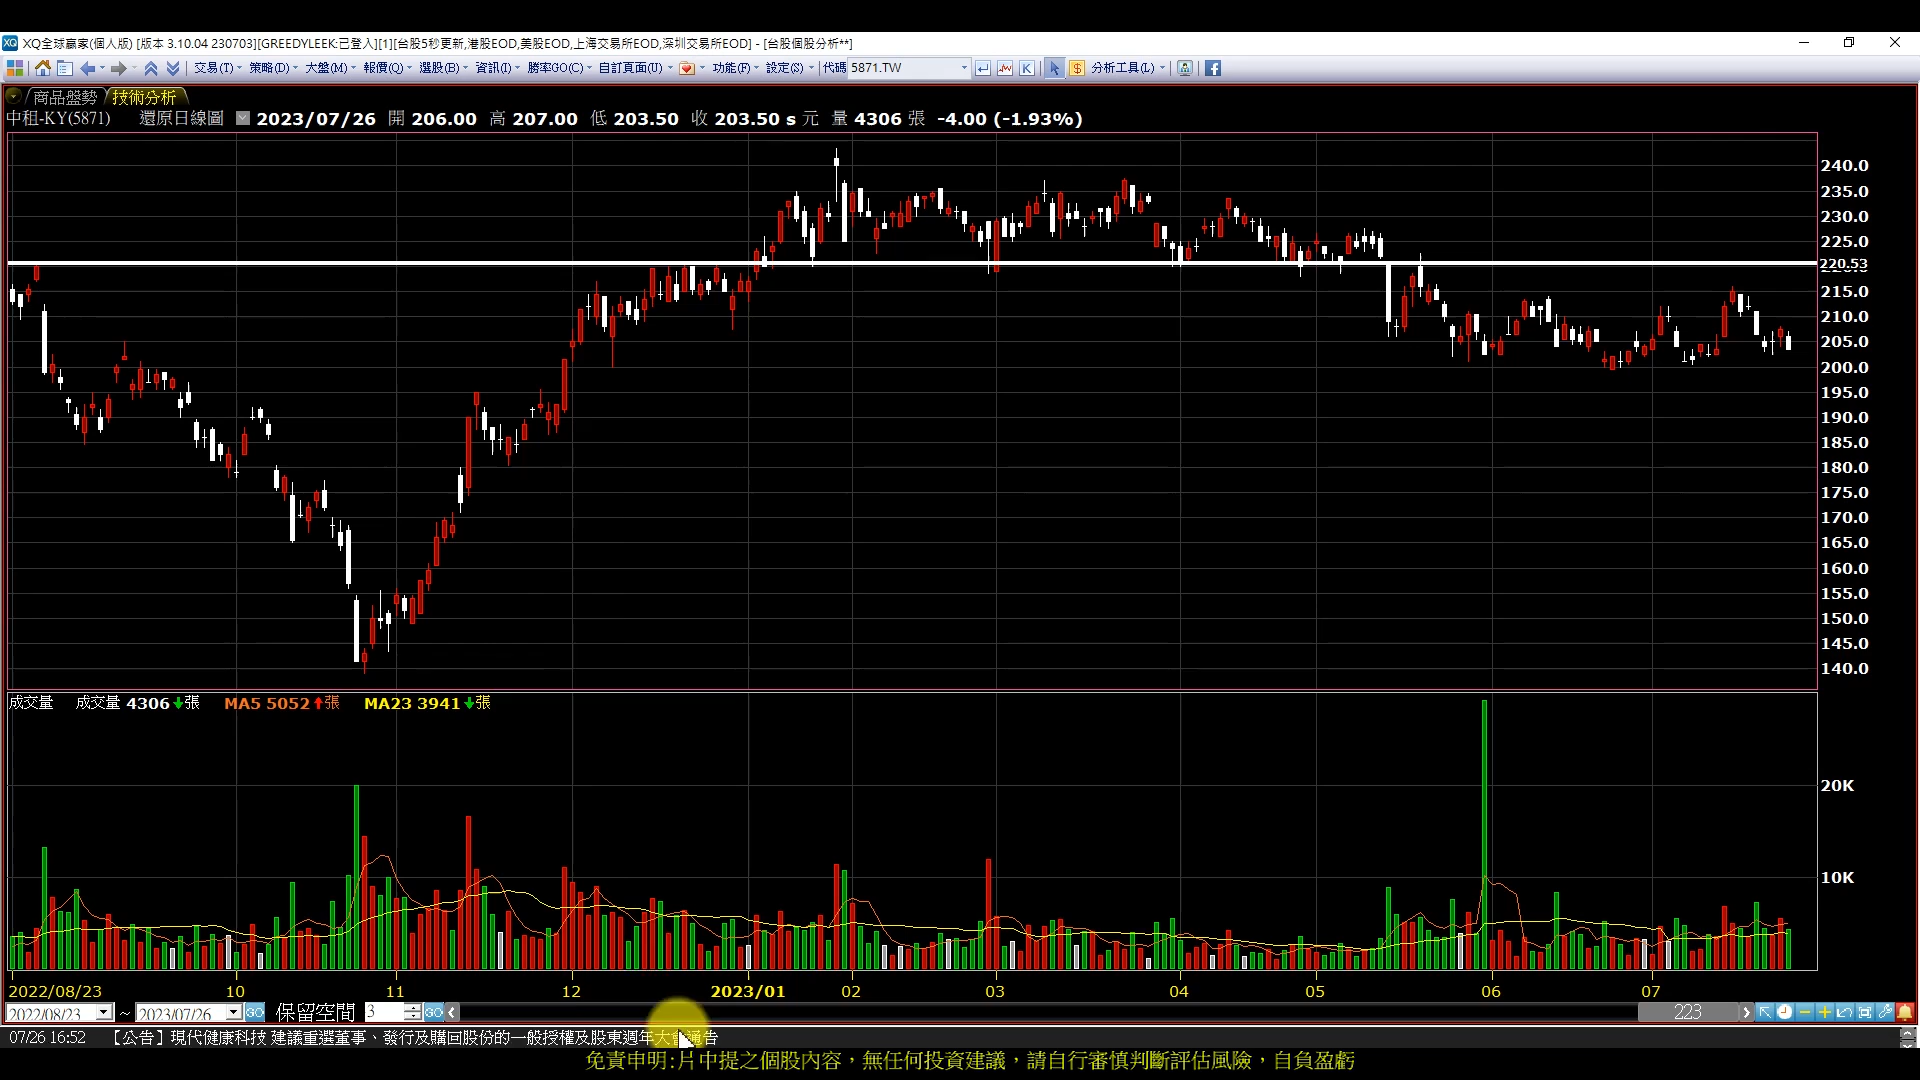 XQ全球贏家(個人版) [版本 3.10.04 230703][GREEDYLEEK:已登入][1][台股5秒更新,港股EOD,美股EOD,上海交易所EOD,深圳交易所EOD] - [台股個股分析**]
交易(T) 策略(D) 大盤(M) 報價(Q) 選股(B) 資訊(I) 勝率GO(C) 自訂頁面(U) 功能(F) 設定(S) 代碼 5871.TW K $ 分析工具(L)
商品盤勢 技術分析
中租-KY(5871) 還原日線圖 2023/07/26 開 206.00 高 207.00 低 203.50 收 203.50 s 元 量 4306 張 -4.00 (-1.93%)
240.0
235.0
230.0
225.0
220.53
215.0
210.0
205.0
200.0
195.0
190.0
185.0
180.0
175.0
170.0
165.0
160.0
155.0
150.0
145.0
140.0
成交量 成交量 4306 張 MA5 5052 張 MA23 3941 張
20K
10K
2022/08/23 10 11 12 2023/01 02 03 04 05 06 07
2022/08/23 ~ 2023/07/26 GO 保留空間 3 GO 223
07/26 16:52 【公告】現代健康科技 建議重選董事、發行及購回股份的一般授權及股東週年大會通告
免責申明:片中提之個股內容，無任何投資建議，請自行審慎判斷評估風險，自負盈虧